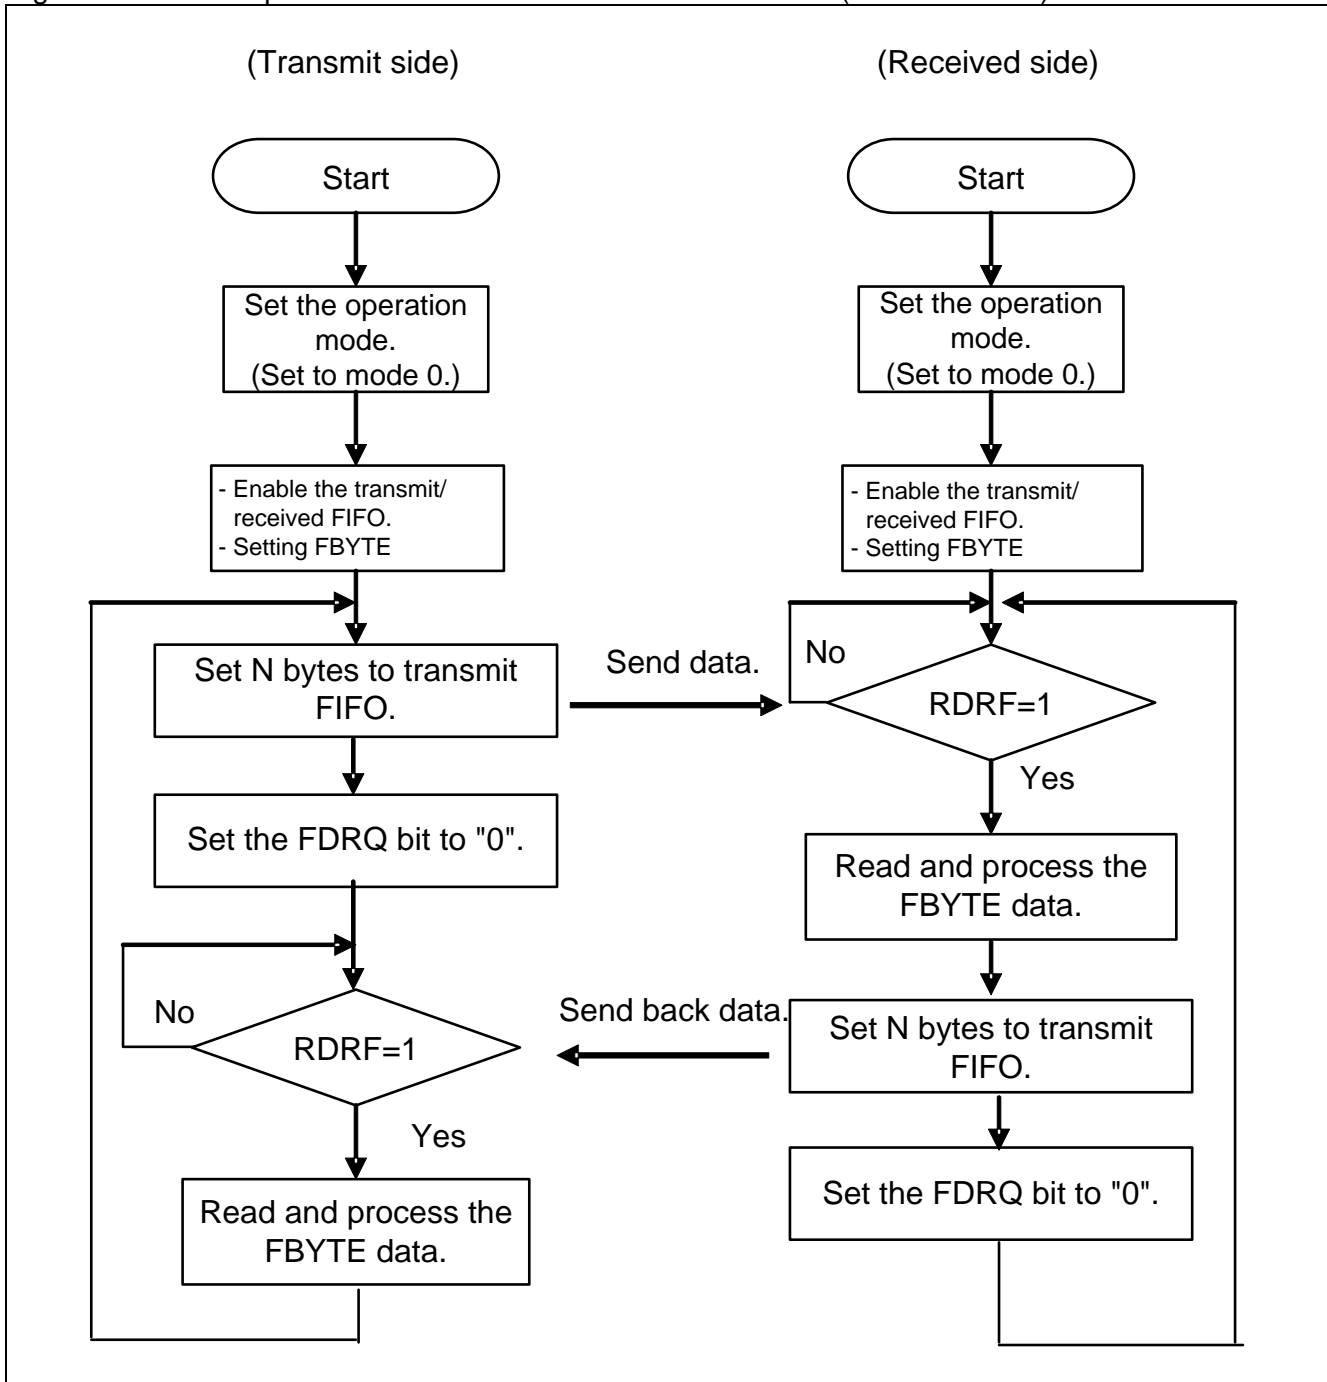 (Transmit side)
(Received side)
Start
Start
Set the operation
mode.
(Set to mode 0.)
Set the operation
mode.
(Set to mode 0.)
- Enable the transmit/
received FIFO.
- Setting FBYTE
- Enable the transmit/
received FIFO.
- Setting FBYTE
Set N bytes to transmit
FIFO.
Send data.
No
RDRF=1
Yes
Set the FDRQ bit to "0".
Read and process the
FBYTE data.
No
RDRF=1
Send back data.
Set N bytes to transmit
FIFO.
Yes
Set the FDRQ bit to "0".
Read and process the
FBYTE data.